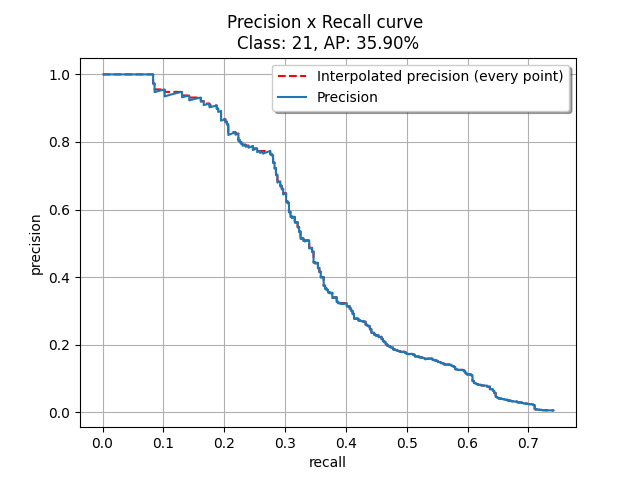 Precision x Recall curve
Class: 21, AP: 35.90%
Interpolated precision (every point)
Precision
1.0
0.8
0.6
0.4
0.2
0.0
precision
0.0 0.1 0.2 0.3 0.4 0.5 0.6 0.7
recall